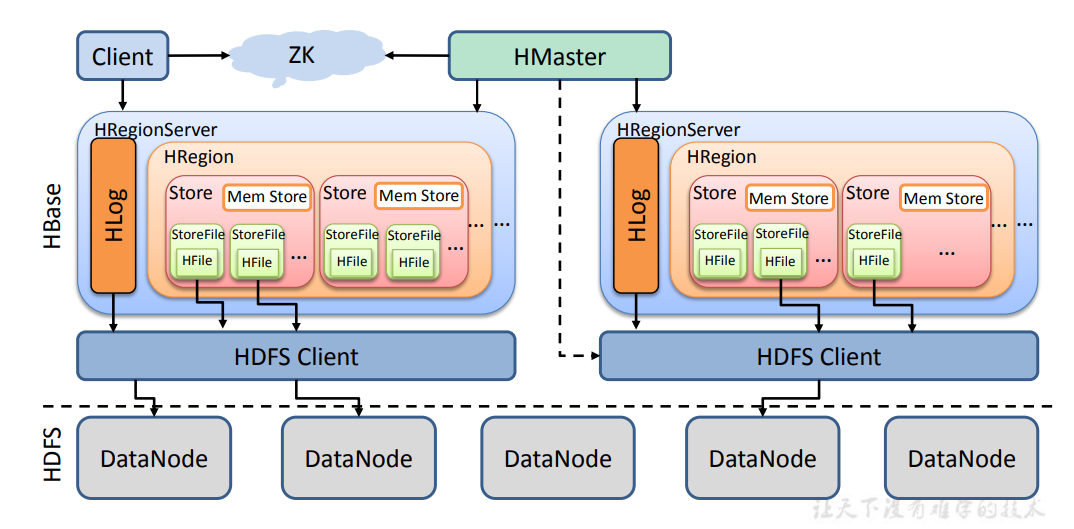 Client
ZK
HMaster
HBase
HRegionServer
HLog
HRegion
Store
Mem Store
StoreFile
HFile
StoreFile
HFile
...
Store
Mem Store
StoreFile
HFile
StoreFile
HFile
...
... ...
HRegionServer
HLog
HRegion
Store
Mem Store
StoreFile
HFile
StoreFile
HFile
...
Store
Mem Store
StoreFile
HFile
...
... ...
HDFS Client
HDFS Client
HDFS
DataNode
DataNode
DataNode
DataNode
DataNode
让天下没有难学的技术